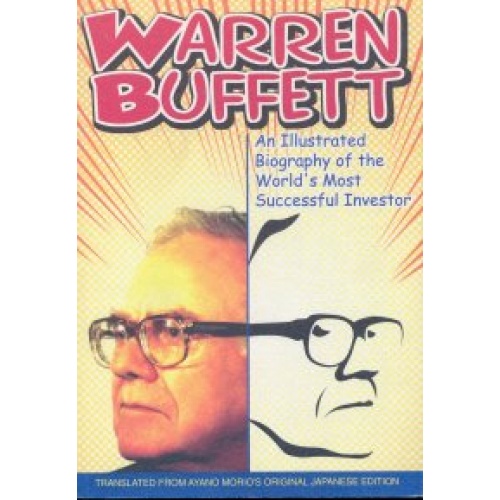 WARREN
BUFFETT
An Illustrated
Biography of the
World's Most
Successful Investor
TRANSLATED FROM AYANO MORIO'S ORIGINAL JAPANESE EDITION